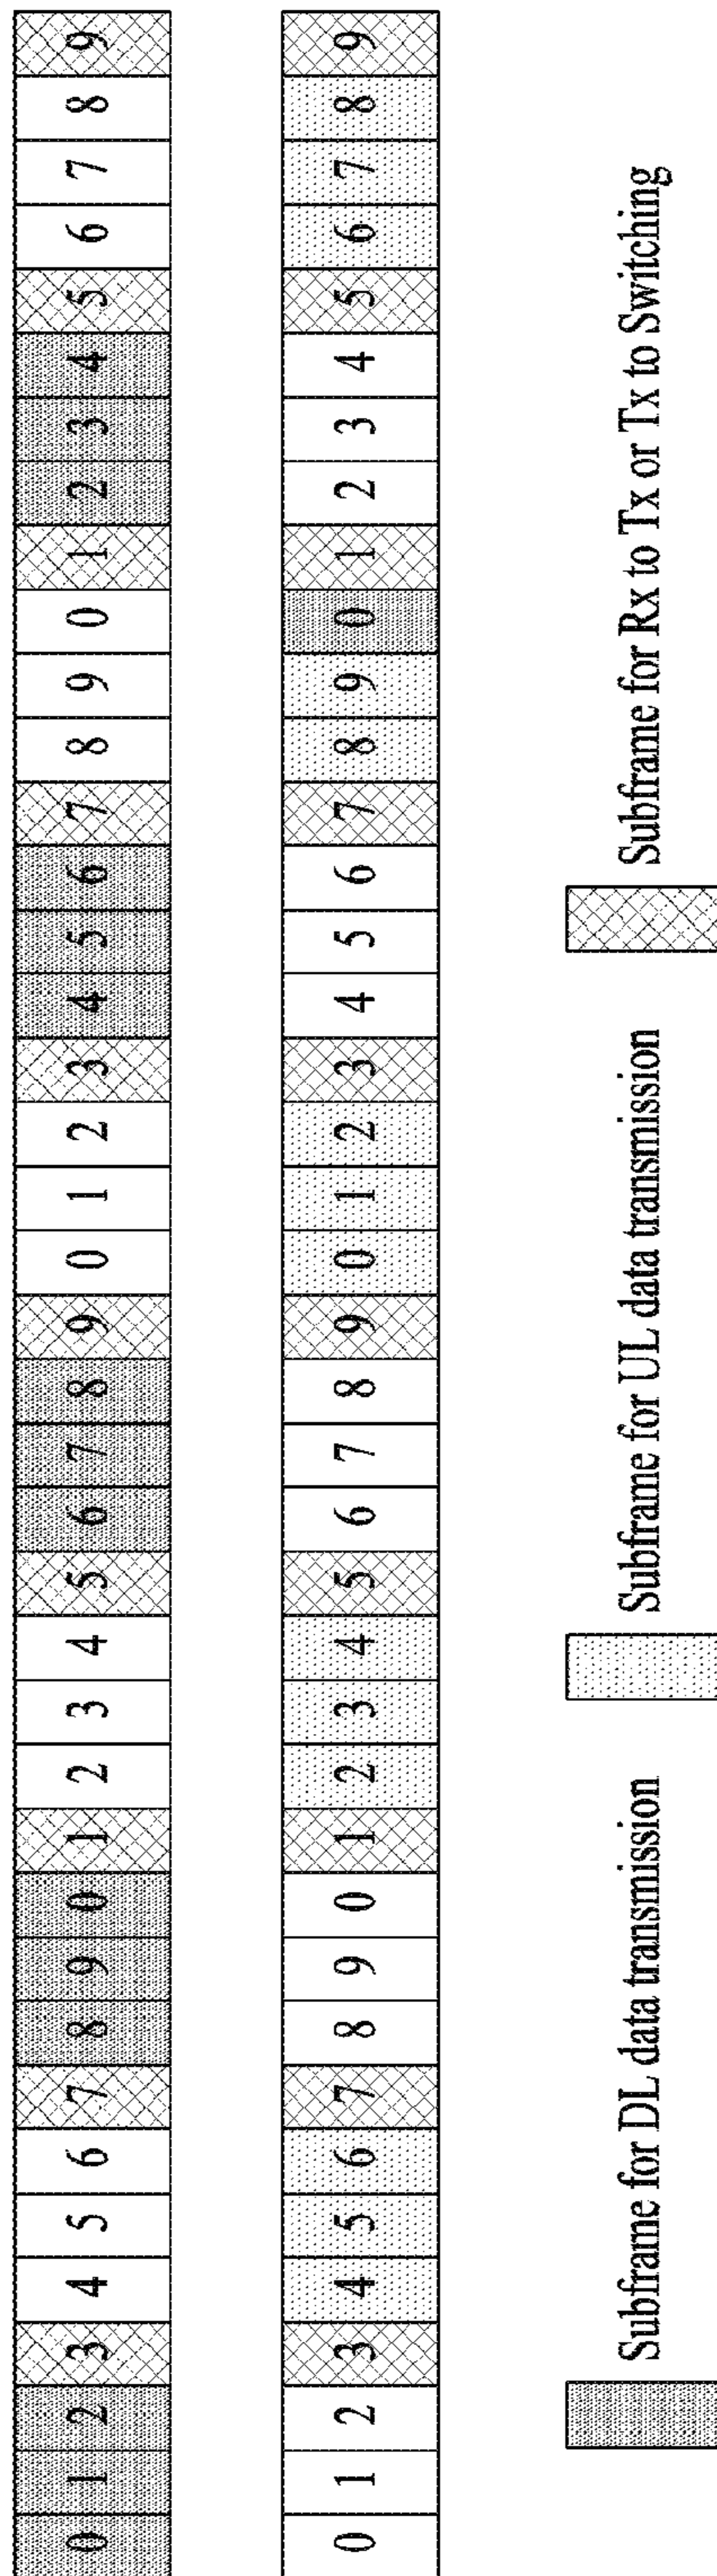 0 1 2 3 4 5 6 7 8 9 0 1 2 3 4 5 6 7 8 9 0 1 2 3 4 5 6 7 8 9 0 1 2 3 4 5 6 7 8 9
0 1 2 3 4 5 6 7 8 9 0 1 2 3 4 5 6 7 8 9 0 1 2 3 4 5 6 7 8 9 0 1 2 3 4 5 6 7 8 9
Subframe for DL data transmission
Subframe for UL data transmission
Subframe for Rx to Tx or Tx to Switching